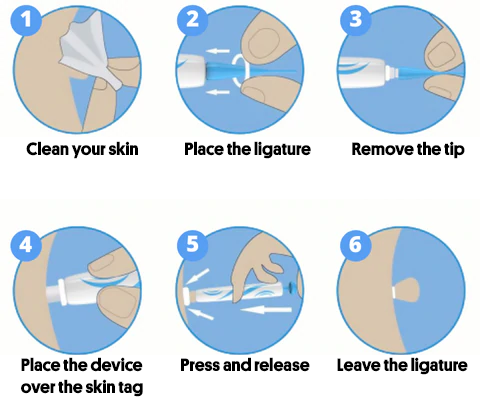 1
2
3
Clean your skin
Place the ligature
Remove the tip
4
5
6
Place the device
over the skin tag
Press and release
Leave the ligature